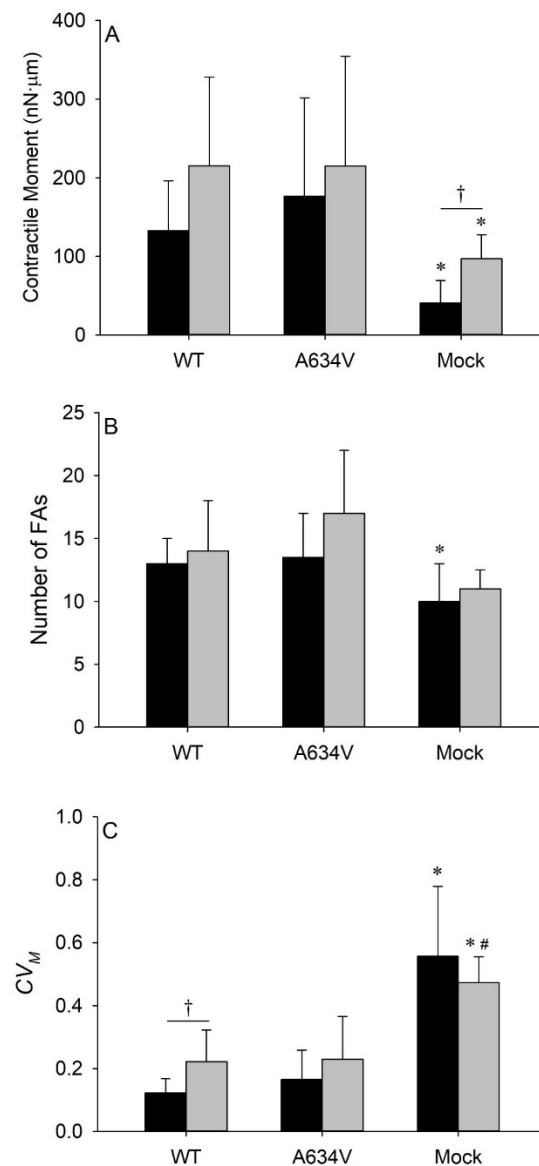 A
Contractile Moment (nN·μm)
400
300
200
100
0
†
*
*
WT
A634V
Mock
B
Number of FAs
25
20
15
10
5
0
*
WT
A634V
Mock
C
CV_M
1.0
0.8
0.6
0.4
0.2
0.0
†
*
* #
WT
A634V
Mock